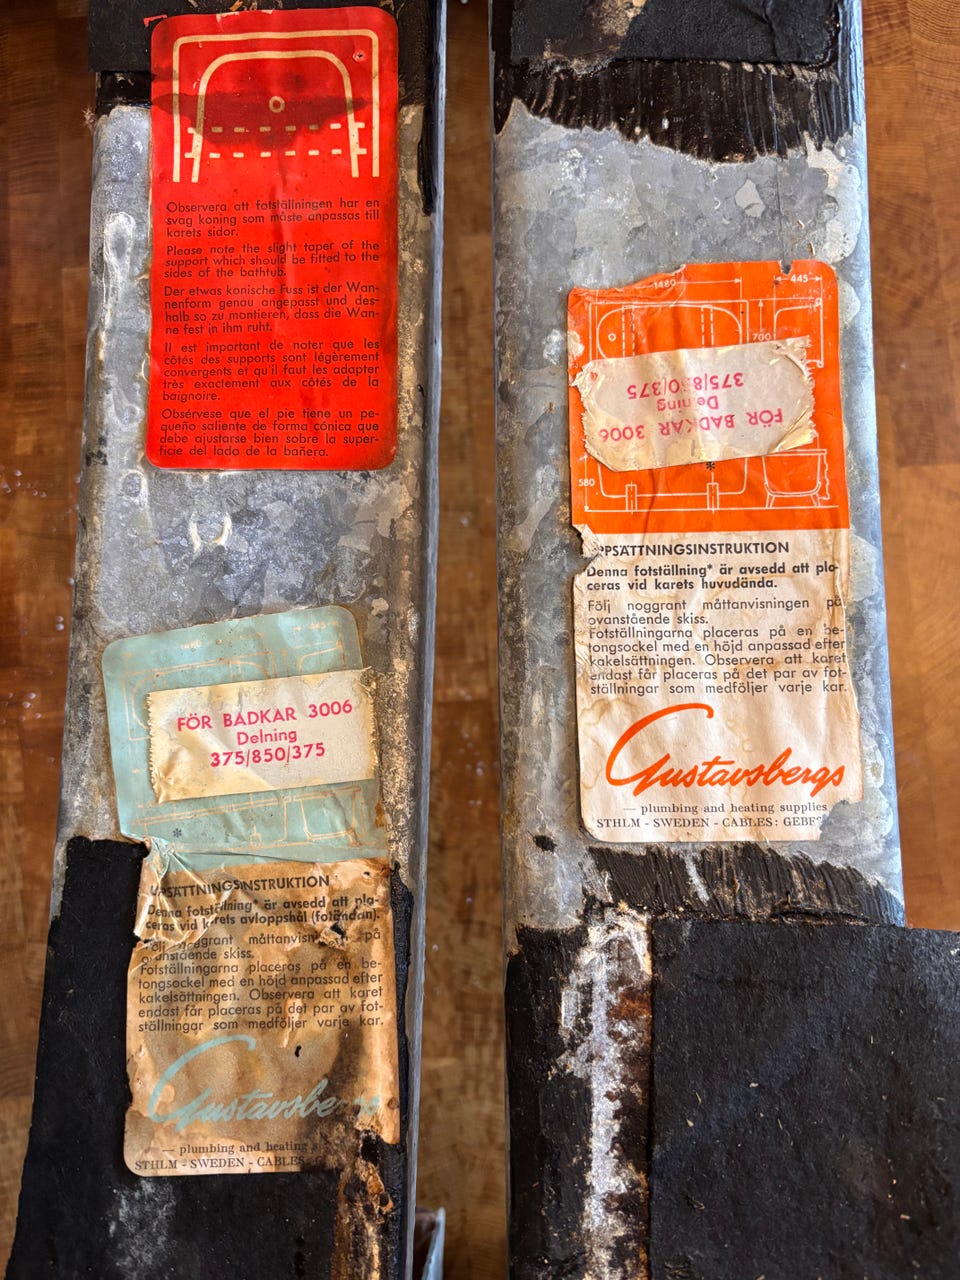 Observera att fotställningen har en
svag koning som måste anpassas till
karets sidor.
Please note the slight taper of the
support which should be fitted to the
sides of the bathtub.
Der etwas konische Fuss ist der Wan-
nenform genau angepasst und des-
halb so zu montieren, dass die Wan-
ne fest in ihm ruht.
Il est important de noter que les
côtés des supports sont légèrement
convergents et qu'il faut les adapter
très exactement aux côtés de la
baignoire.
Obsérvese que el pie tiene un pe-
queño saliente de forma cónica que
debe ajustarse bien sobre la super-
ficie del lado de la bañera.
FÖR BADKAR 3006
Delning
375/850/375
*
UPPSÄTTNINGSINSTRUKTION
Denna fotställning* är avsedd att pla-
ceras vid karets avloppshål (fotändan).
Följ noggrant måttanvisningen på
ovanstående skiss.
Fotställningarna placeras på en be-
tongsockel med en höjd anpassad efter
kakelsättningen. Observera att karet
endast får placeras på det par av fot-
ställningar som medföljer varje kar.
Gustavsbergs
— plumbing and heating
STHLM - SWEDEN - CABLES:
1480
445
700
FÖR BADKAR 3006
Delning
375/850/375
*
580
UPPSÄTTNINGSINSTRUKTION
Denna fotställning* är avsedd att pla-
ceras vid karets huvudända.
Följ noggrant måttanvisningen på
ovanstående skiss.
Fotställningarna placeras på en be-
tongsockel med en höjd anpassad efter
kakelsättningen. Observera att karet
endast får placeras på det par av fot-
ställningar som medföljer varje kar.
Gustavsbergs
— plumbing and heating supplies
STHLM - SWEDEN - CABLES: